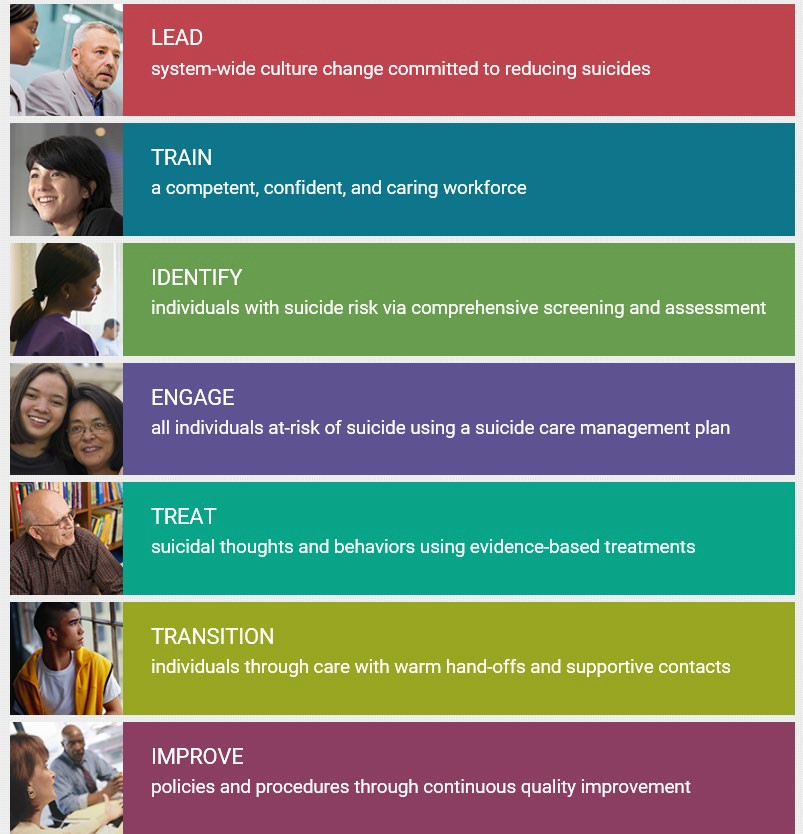 LEAD
system-wide culture change committed to reducing suicides
TRAIN
a competent, confident, and caring workforce
IDENTIFY
individuals with suicide risk via comprehensive screening and assessment
ENGAGE
all individuals at-risk of suicide using a suicide care management plan
TREAT
suicidal thoughts and behaviors using evidence-based treatments
TRANSITION
individuals through care with warm hand-offs and supportive contacts
IMPROVE
policies and procedures through continuous quality improvement